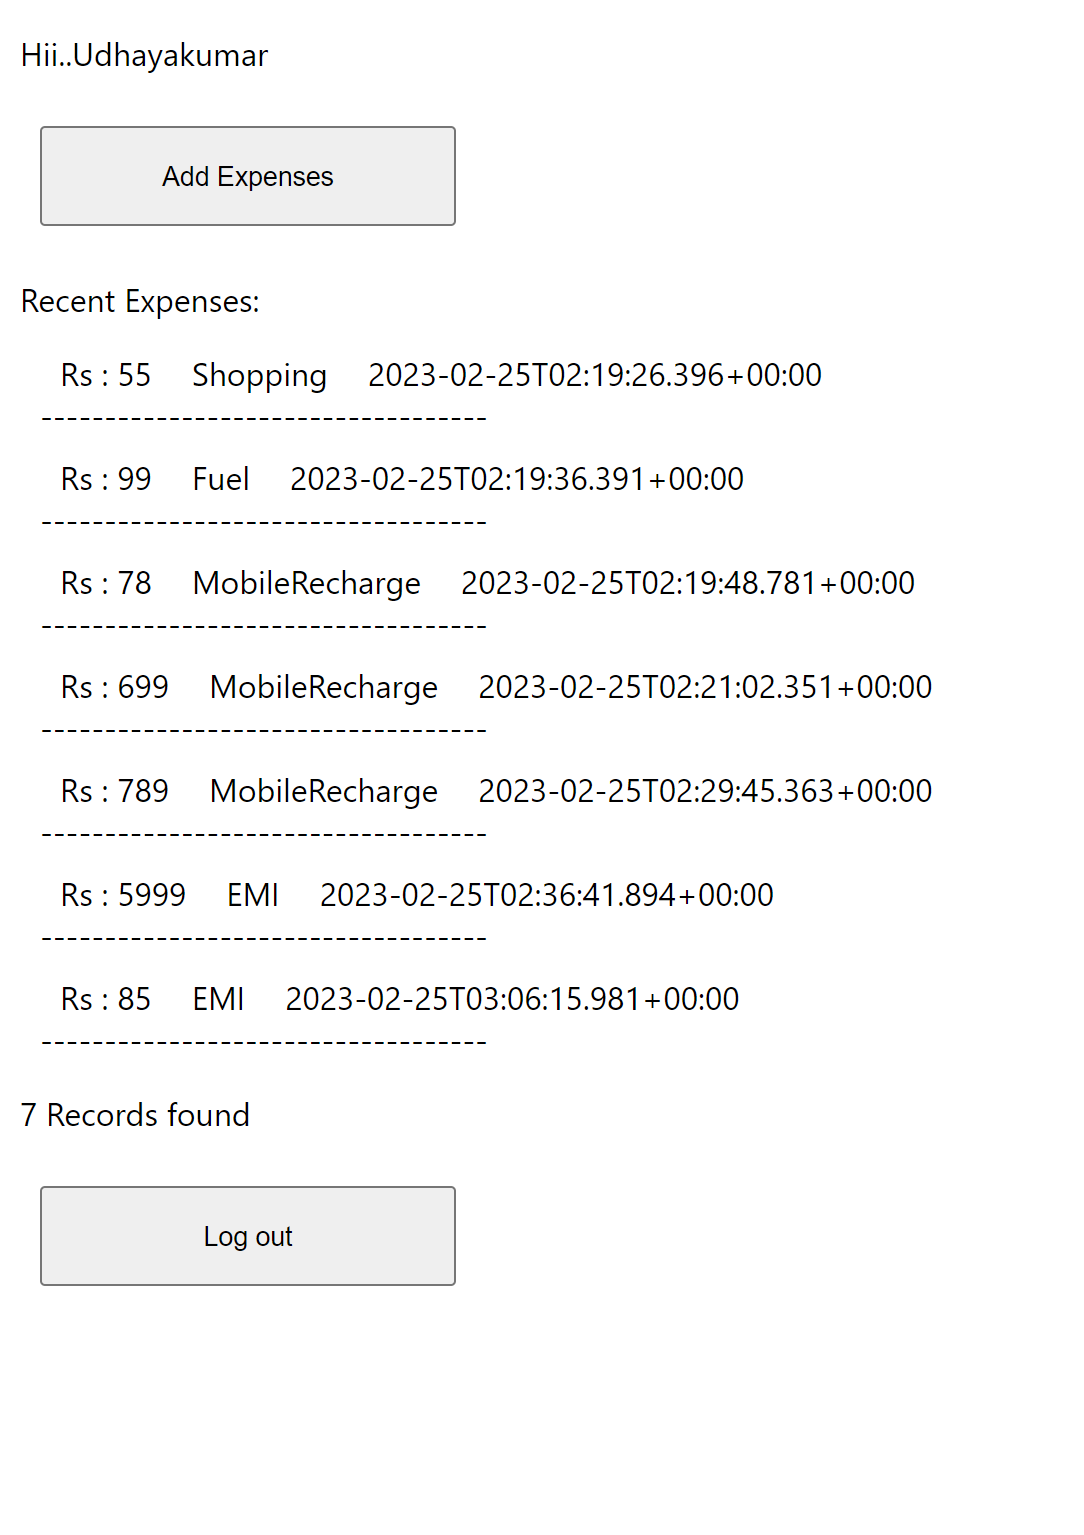 Hii..Udhayakumar
Add Expenses
Recent Expenses:
Rs : 55 Shopping 2023-02-25T02:19:26.396+00:00
-----------------------------------
Rs : 99 Fuel 2023-02-25T02:19:36.391+00:00
-----------------------------------
Rs : 78 MobileRecharge 2023-02-25T02:19:48.781+00:00
-----------------------------------
Rs : 699 MobileRecharge 2023-02-25T02:21:02.351+00:00
-----------------------------------
Rs : 789 MobileRecharge 2023-02-25T02:29:45.363+00:00
-----------------------------------
Rs : 5999 EMI 2023-02-25T02:36:41.894+00:00
-----------------------------------
Rs : 85 EMI 2023-02-25T03:06:15.981+00:00
-----------------------------------
7 Records found
Log out